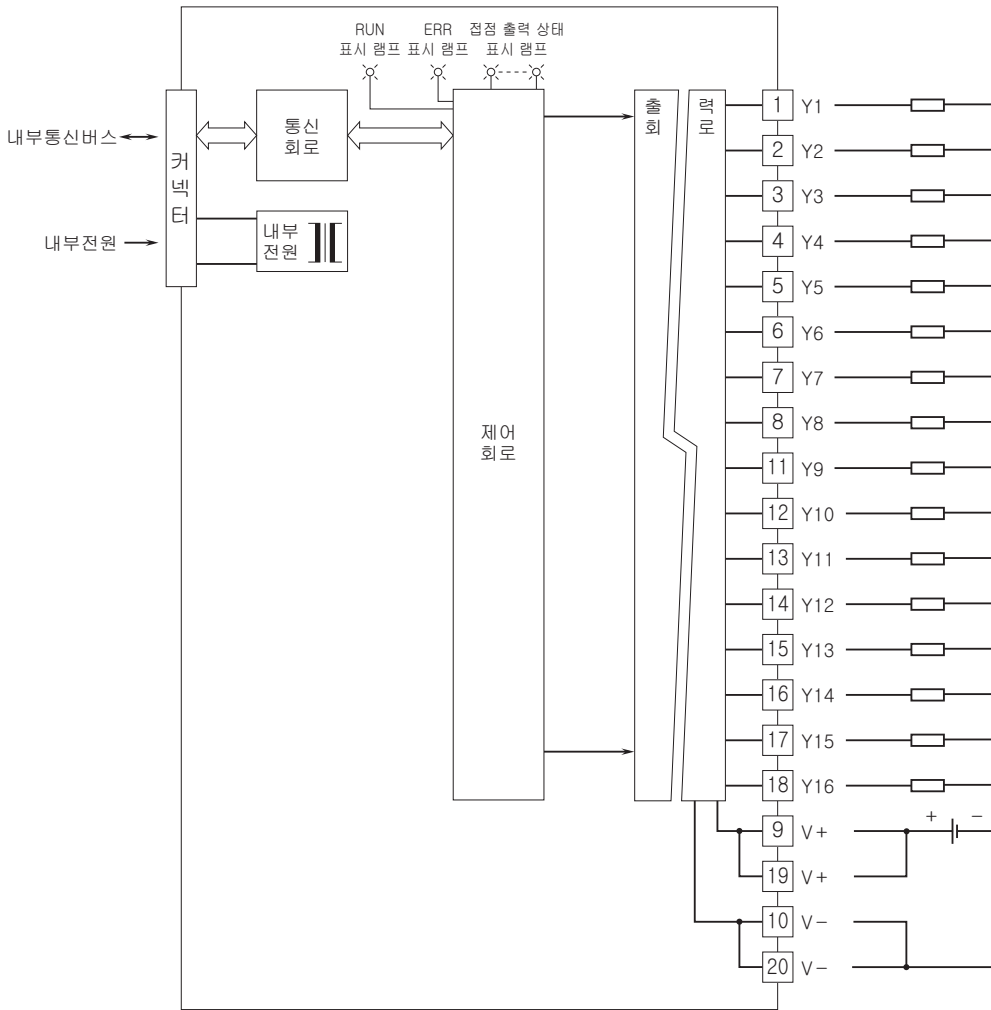 RUN
표시 램프
ERR
표시 램프
접점 출력 상태
표시 램프
내부통신버스
내부전원
커넥터
통신
회로
내부
전원
제어
회로
출력
회로
1 Y1
2 Y2
3 Y3
4 Y4
5 Y5
6 Y6
7 Y7
8 Y8
11 Y9
12 Y10
13 Y11
14 Y12
15 Y13
16 Y14
17 Y15
18 Y16
9 V+ + -
19 V+
10 V-
20 V-